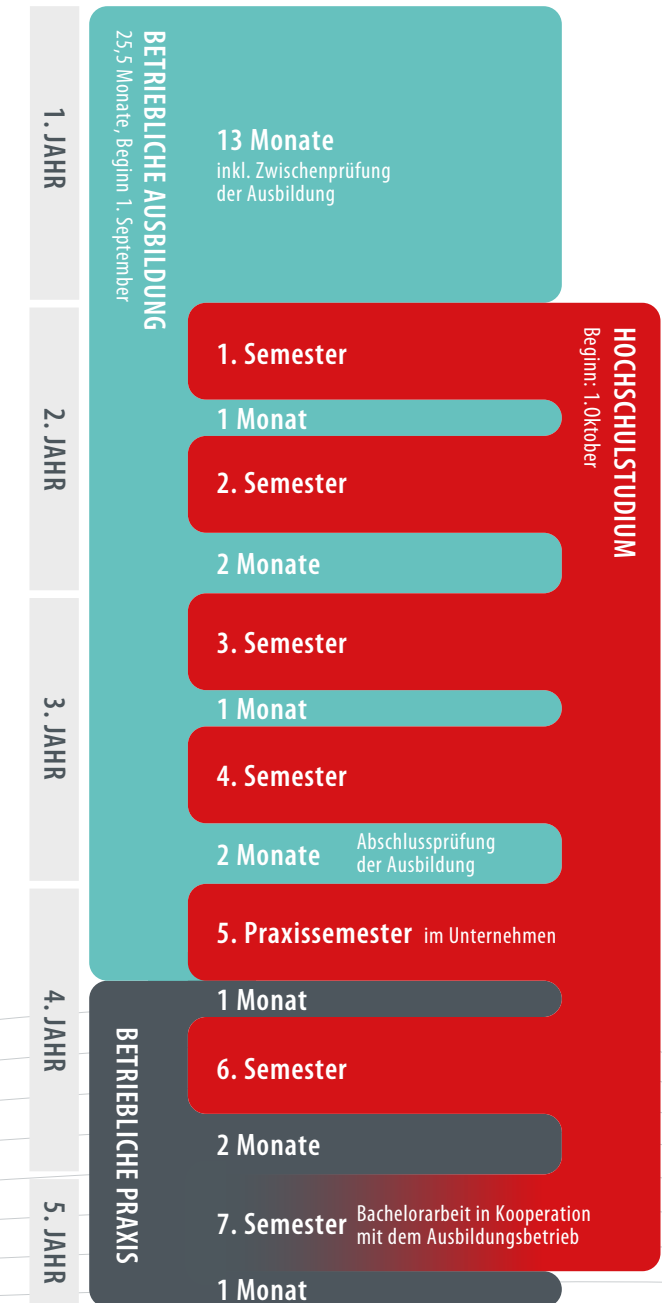 1. JAHR
BETRIEBLICHE AUSBILDUNG
25,5 Monate, Beginn 1. September
13 Monate
inkl. Zwischenprüfung
der Ausbildung
HOCHSCHULSTUDIUM
Beginn: 1.Oktober
2. JAHR
1. Semester
1 Monat
2. Semester
2 Monate
3. JAHR
3. Semester
1 Monat
4. Semester
2 Monate Abschlussprüfung
der Ausbildung
4. JAHR
5. Praxissemester im Unternehmen
BETRIEBLICHE PRAXIS
1 Monat
6. Semester
2 Monate
5. JAHR
7. Semester Bachelorarbeit in Kooperation
mit dem Ausbildungsbetrieb
1 Monat